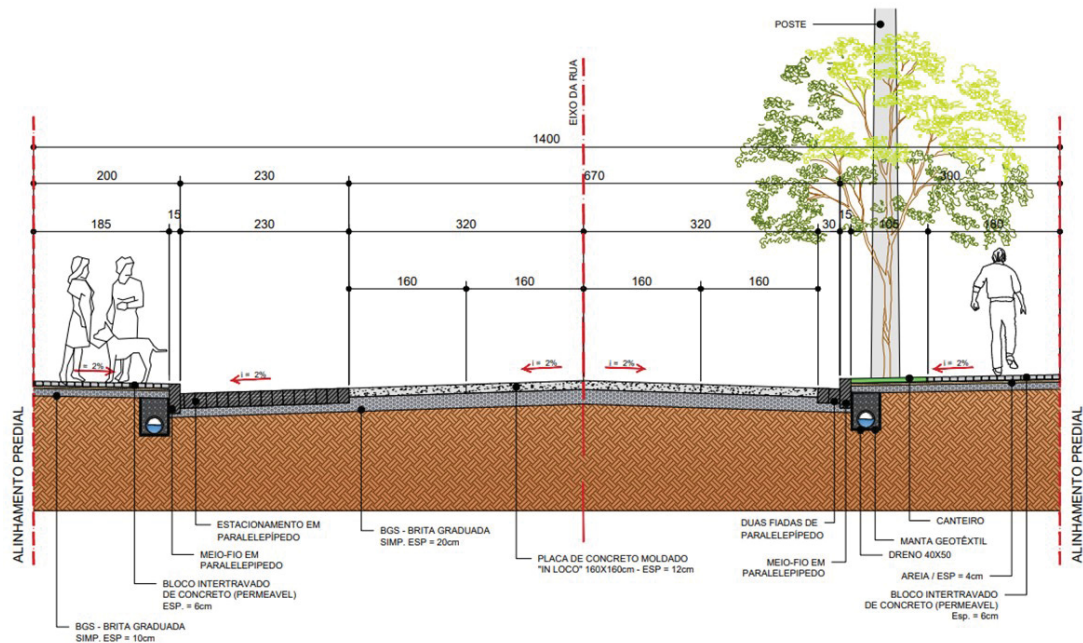 POSTE
EIXO DA RUA
1400
200
230
670
390
185
15
230
320
320
30
15
105
180
160
160
160
160
i = 2%
i = 2%
i = 2%
i = 2%
i = 2%
ALINHAMENTO PREDIAL
ALINHAMENTO PREDIAL
ESTACIONAMENTO EM
PARALELEPÍPEDO
MEIO-FIO EM
PARALELEPIPEDO
BLOCO INTERTRAVADO
DE CONCRETO (PERMEAVEL)
ESP. = 6cm
BGS - BRITA GRADUADA
SIMP. ESP = 10cm
BGS - BRITA GRADUADA
SIMP. ESP = 20cm
PLACA DE CONCRETO MOLDADO
"IN LOCO" 160X160cm - ESP = 12cm
DUAS FIADAS DE
PARALELEPIPEDO
MEIO-FIO EM
PARALELEPIPEDO
CANTEIRO
MANTA GEOTÊXTIL
DRENO 40X50
AREIA / ESP = 4cm
BLOCO INTERTRAVADO
DE CONCRETO (PERMEAVEL)
Esp. = 6cm